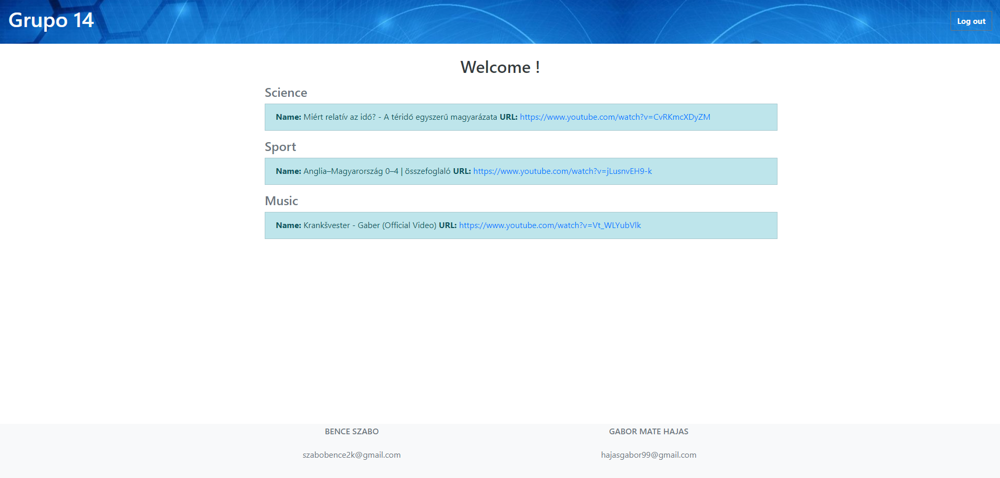 Grupo 14
Log out
Welcome !
Science
Name: Miért relatív az idő? - A téridő egyszerű magyarázata URL: https://www.youtube.com/watch?v=CvRKmcXDyZM
Sport
Name: Anglia–Magyarország 0–4 | összefoglaló URL: https://www.youtube.com/watch?v=jLusnvEH9-k
Music
Name: Krankšvester - Gaber (Official Video) URL: https://www.youtube.com/watch?v=Vt_WLYubVlk
BENCE SZABO
szabobence2k@gmail.com
GABOR MATE HAJAS
hajasgabor99@gmail.com